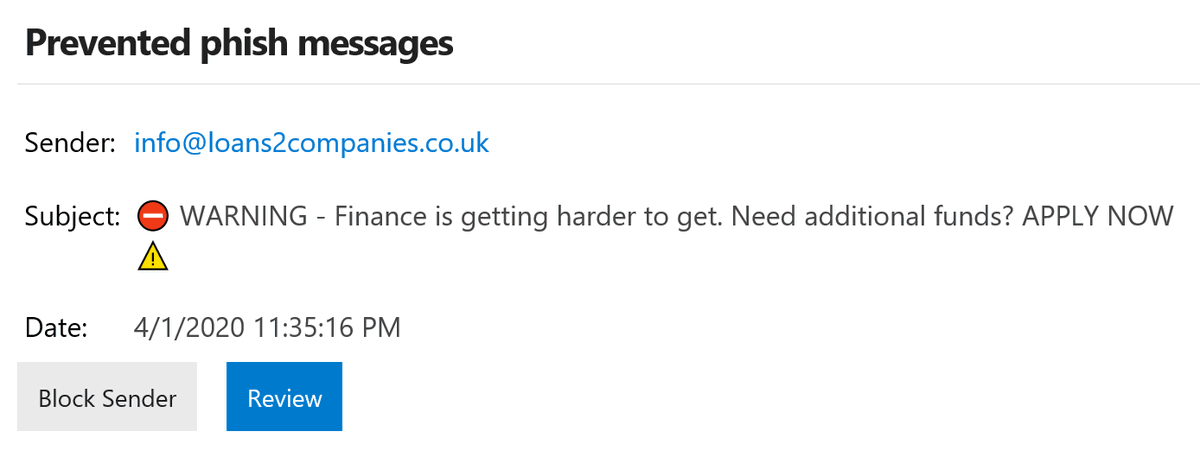 Prevented phish messages
Sender: info@loans2companies.co.uk
Subject: ⛔ WARNING - Finance is getting harder to get. Need additional funds? APPLY NOW
⚠
Date: 4/1/2020 11:35:16 PM
Block Sender Review